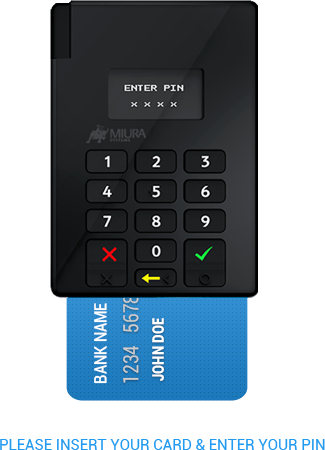 ENTER PIN
x x x x
MIURA
SYSTEMS
1 2 3
4 5 6
7 8 9
0
BANK NAME
1234 5678
JOHN DOE
PLEASE INSERT YOUR CARD & ENTER YOUR PIN